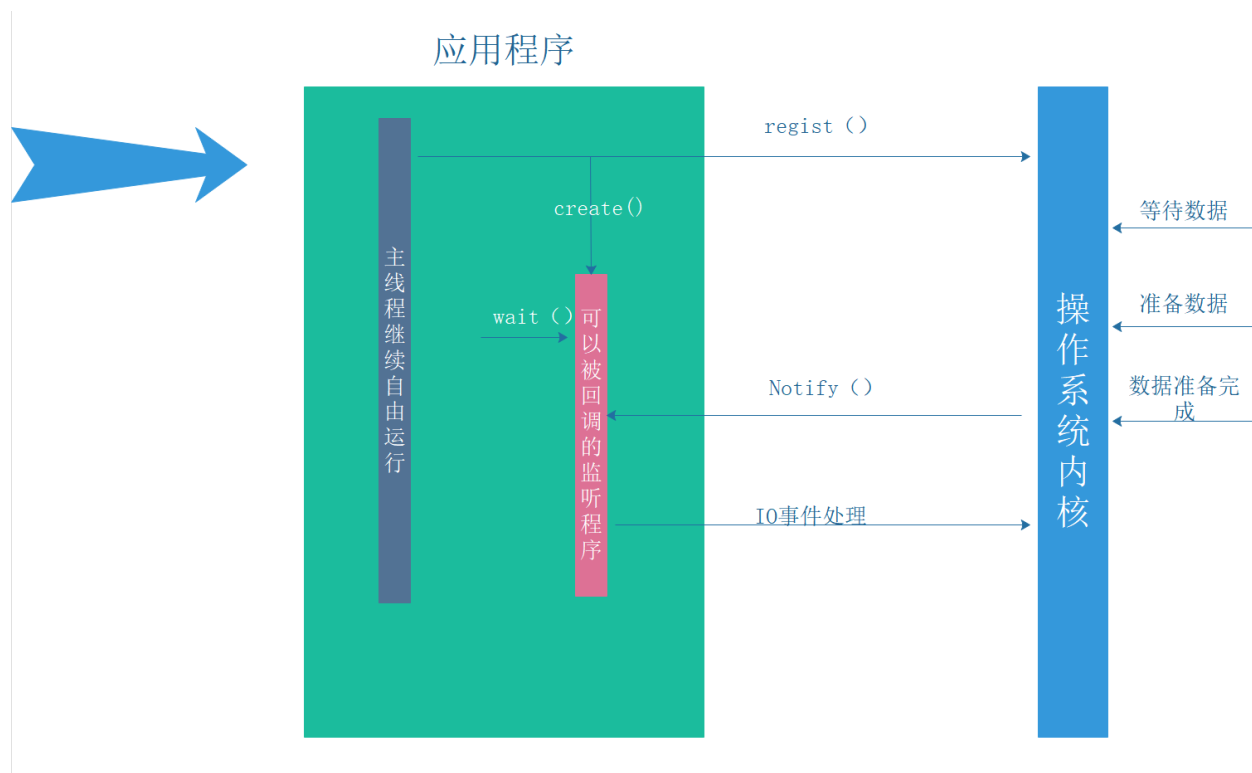 应用程序
regist（）
create()
等待数据
主线程继续自由运行
操作系统内核
准备数据
wait（）
可以被回调的监听程序
Notify（）
数据准备完
成
IO事件处理